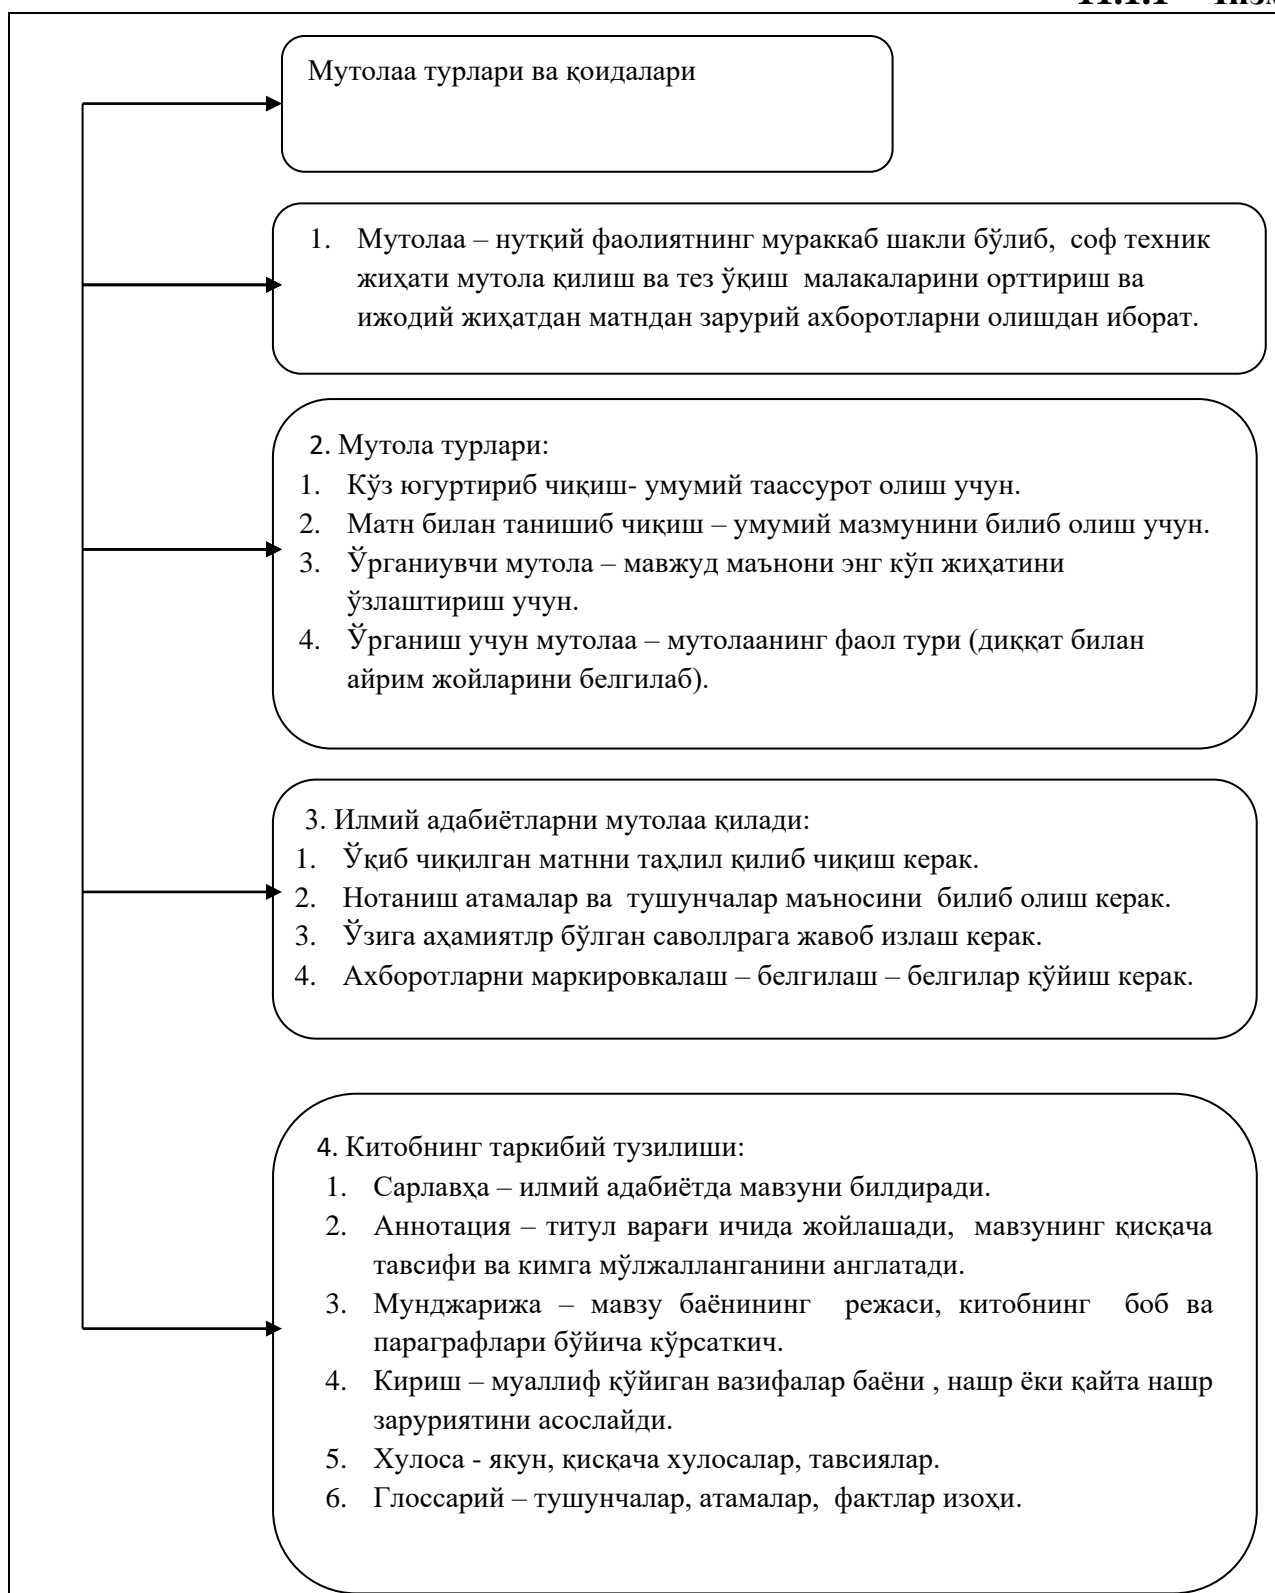 Мутолаа турлари ва қоидалари
1. Мутолаа – нутқий фаолиятнинг мураккаб шакли бўлиб, соф техник
жиҳати мутола қилиш ва тез ўқиш малакаларини орттириш ва
ижодий жиҳатдан матндан зарурий ахборотларни олишдан иборат.
2. Мутола турлари:
1. Кўз югуртириб чиқиш- умумий таассурот олиш учун.
2. Матн билан танишиб чиқиш – умумий мазмунини билиб олиш учун.
3. Ўрганиувчи мутола – мавжуд маънони энг кўп жиҳатини
ўзлаштириш учун.
4. Ўрганиш учун мутолаа – мутолаанинг фаол тури (диққат билан
айрим жойларини белгилаб).
3. Илмий адабиётларни мутолаа қилади:
1. Ўқиб чиқилган матнни таҳлил қилиб чиқиш керак.
2. Нотаниш атамалар ва тушунчалар маъносини билиб олиш керак.
3. Ўзига аҳамиятлр бўлган саволлрага жавоб излаш керак.
4. Ахборотларни маркировкалаш – белгилаш – белгилар қўйиш керак.
4. Китобнинг таркибий тузилиши:
1. Сарлавҳа – илмий адабиётда мавзуни билдиради.
2. Аннотация – титул варағи ичида жойлашади, мавзунинг қисқача
тавсифи ва кимга мўлжалланганини англатади.
3. Мунджарижа – мавзу баёнининг режаси, китобнинг боб ва
параграфлари бўйича кўрсаткич.
4. Кириш – муаллиф қўйиган вазифалар баёни , нашр ёки қайта нашр
заруриятини асослайди.
5. Хулоса - якун, қисқача хулосалар, тавсиялар.
6. Глоссарий – тушунчалар, атамалар, фактлар изоҳи.